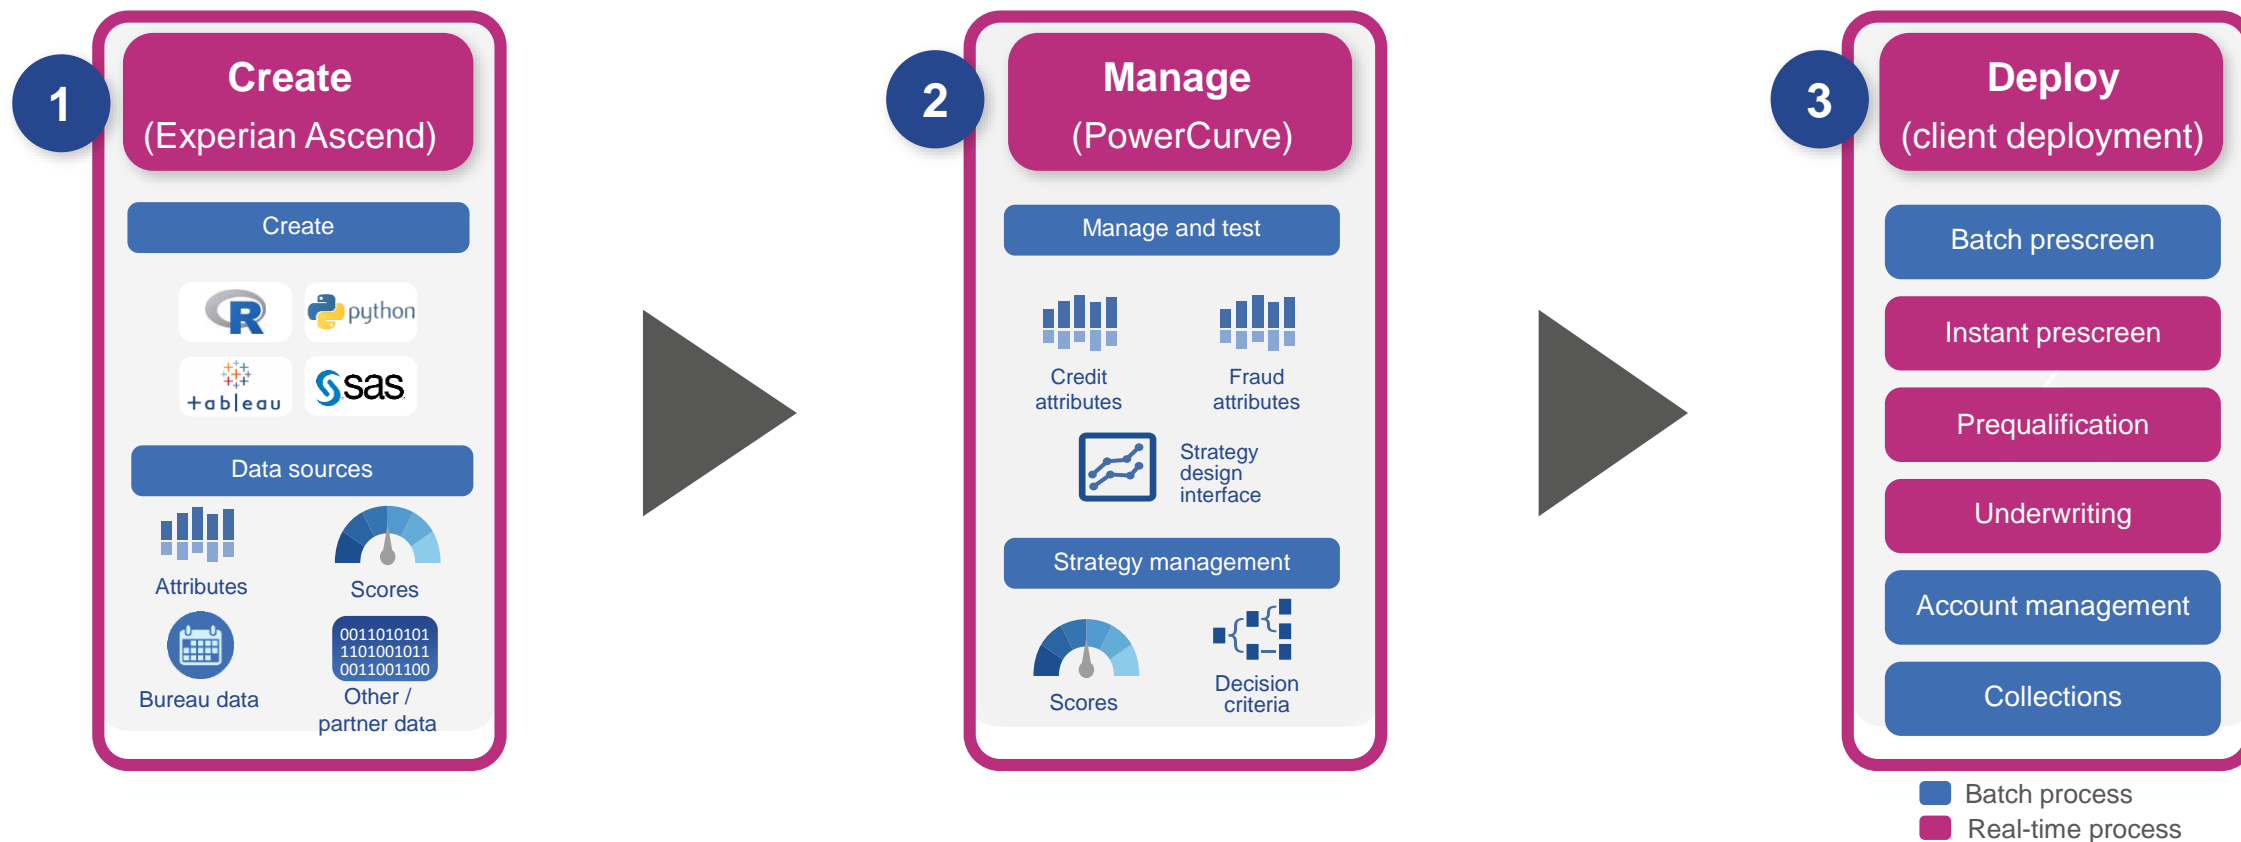 1
Create
(Experian Ascend)
Create
R
python
+ableau
sas
Data sources
Attributes
Scores
Bureau data
0011010101
1101001011
0011001100
Other /
partner data
2
Manage
(PowerCurve)
Manage and test
Credit
attributes
Fraud
attributes
Strategy
design
interface
Strategy management
Scores
Decision
criteria
3
Deploy
(client deployment)
Batch prescreen
Instant prescreen
Prequalification
Underwriting
Account management
Collections
Batch process
Real-time process